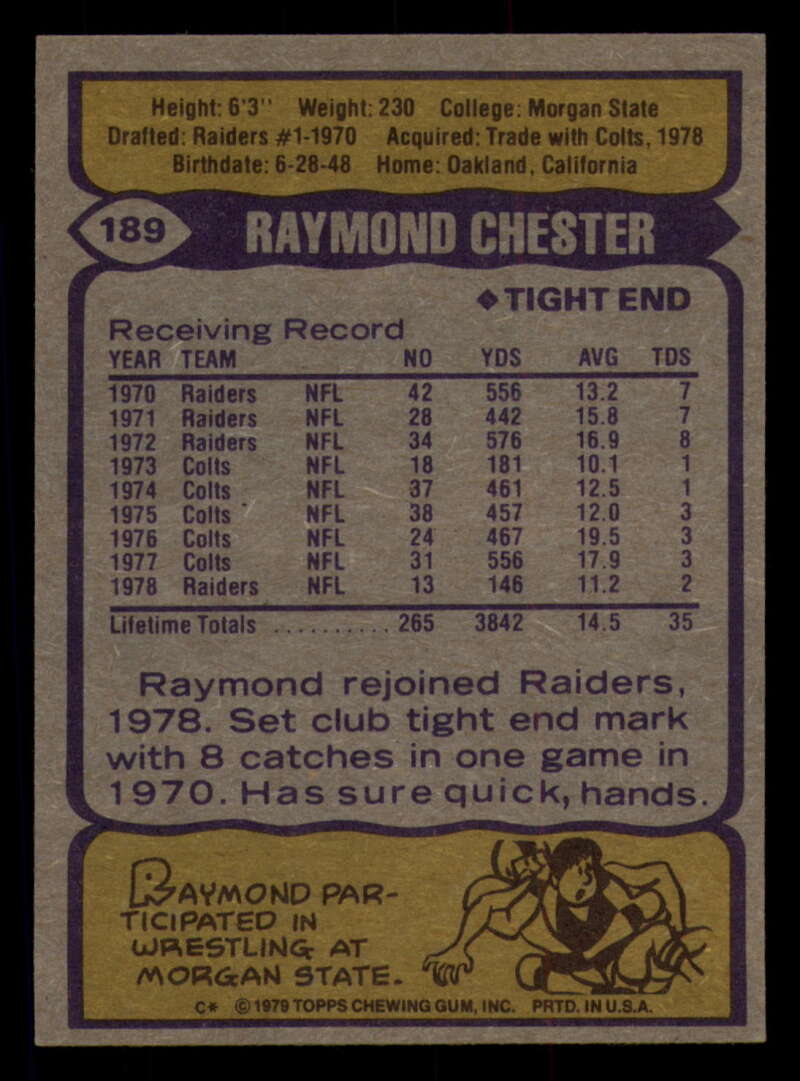 Height: 6'3" Weight: 230 College: Morgan State
Drafted: Raiders #1-1970 Acquired: Trade with Colts, 1978
Birthdate: 6-28-48 Home: Oakland, California
189 RAYMOND CHESTER
◆TIGHT END
Receiving Record
YEAR TEAM NO YDS AVG TDS
1970 Raiders NFL 42 556 13.2 7
1971 Raiders NFL 28 442 15.8 7
1972 Raiders NFL 34 576 16.9 8
1973 Colts NFL 18 181 10.1 1
1974 Colts NFL 37 461 12.5 1
1975 Colts NFL 38 457 12.0 3
1976 Colts NFL 24 467 19.5 3
1977 Colts NFL 31 556 17.9 3
1978 Raiders NFL 13 146 11.2 2
Lifetime Totals .......... 265 3842 14.5 35
Raymond rejoined Raiders,
1978. Set club tight end mark
with 8 catches in one game in
1970. Has sure quick, hands.
RAYMOND PAR-
TICIPATED IN
WRESTLING AT
MORGAN STATE.
C* © 1979 TOPPS CHEWING GUM, INC. PRTD. IN U.S.A.